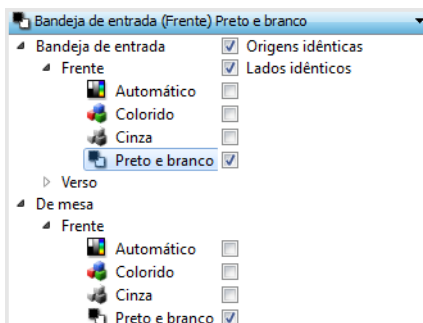 Bandeja de entrada (Frente) Preto e branco
Bandeja de entrada Origens idênticas
Frente Lados idênticos
Automático
Colorido
Cinza
Preto e branco
Verso
De mesa
Frente
Automático
Colorido
Cinza
Preto e branco